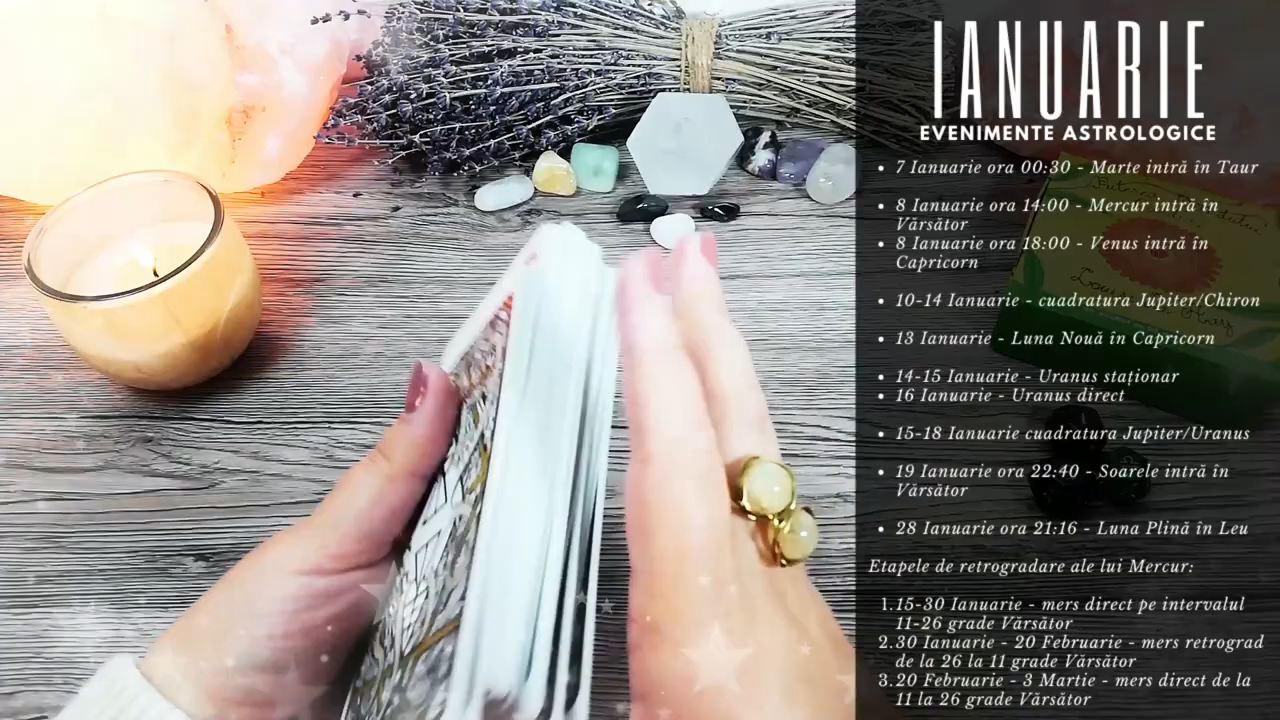 IANUARIE
EVENIMENTE ASTROLOGICE
• 7 Ianuarie ora 00:30 - Marte intră în Taur
• 8 Ianuarie ora 14:00 - Mercur intră în
Vărsător
• 8 Ianuarie ora 18:00 - Venus intră în
Capricorn
• 10-14 Ianuarie - cuadratura Jupiter/Chiron
• 13 Ianuarie - Luna Nouă în Capricorn
• 14-15 Ianuarie - Uranus staționar
• 16 Ianuarie - Uranus direct
• 15-18 Ianuarie cuadratura Jupiter/Uranus
• 19 Ianuarie ora 22:40 - Soarele intră în
Vărsător
• 28 Ianuarie ora 21:16 - Luna Plină în Leu
Etapele de retrogradare ale lui Mercur:
1.15-30 Ianuarie - mers direct pe intervalul
11-26 grade Vărsător
2.30 Ianuarie - 20 Februarie - mers retrograd
de la 26 la 11 grade Vărsător
3.20 Februarie - 3 Martie - mers direct de la
11 la 26 grade Vărsător
Louise Hay